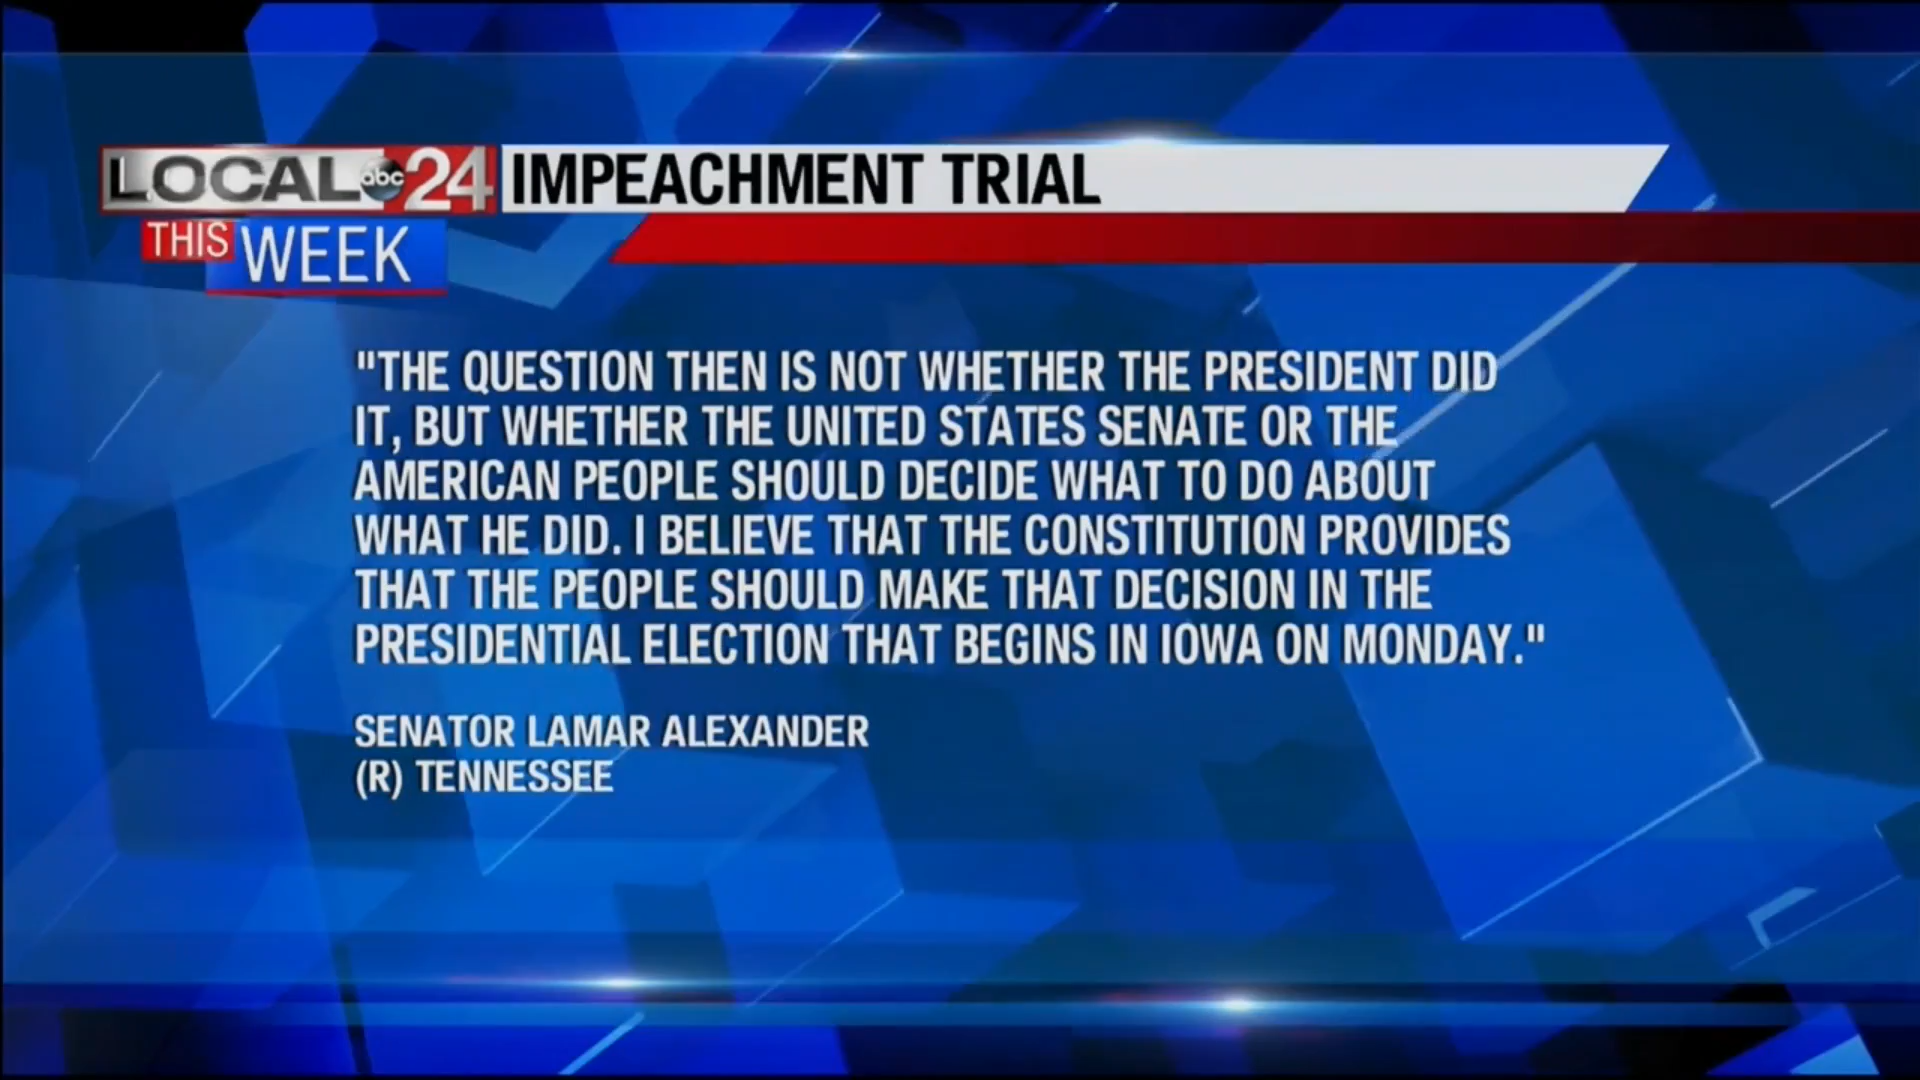 LOCAL abc 24 IMPEACHMENT TRIAL
THIS WEEK
"THE QUESTION THEN IS NOT WHETHER THE PRESIDENT DID
IT, BUT WHETHER THE UNITED STATES SENATE OR THE
AMERICAN PEOPLE SHOULD DECIDE WHAT TO DO ABOUT
WHAT HE DID. I BELIEVE THAT THE CONSTITUTION PROVIDES
THAT THE PEOPLE SHOULD MAKE THAT DECISION IN THE
PRESIDENTIAL ELECTION THAT BEGINS IN IOWA ON MONDAY."
SENATOR LAMAR ALEXANDER
(R) TENNESSEE